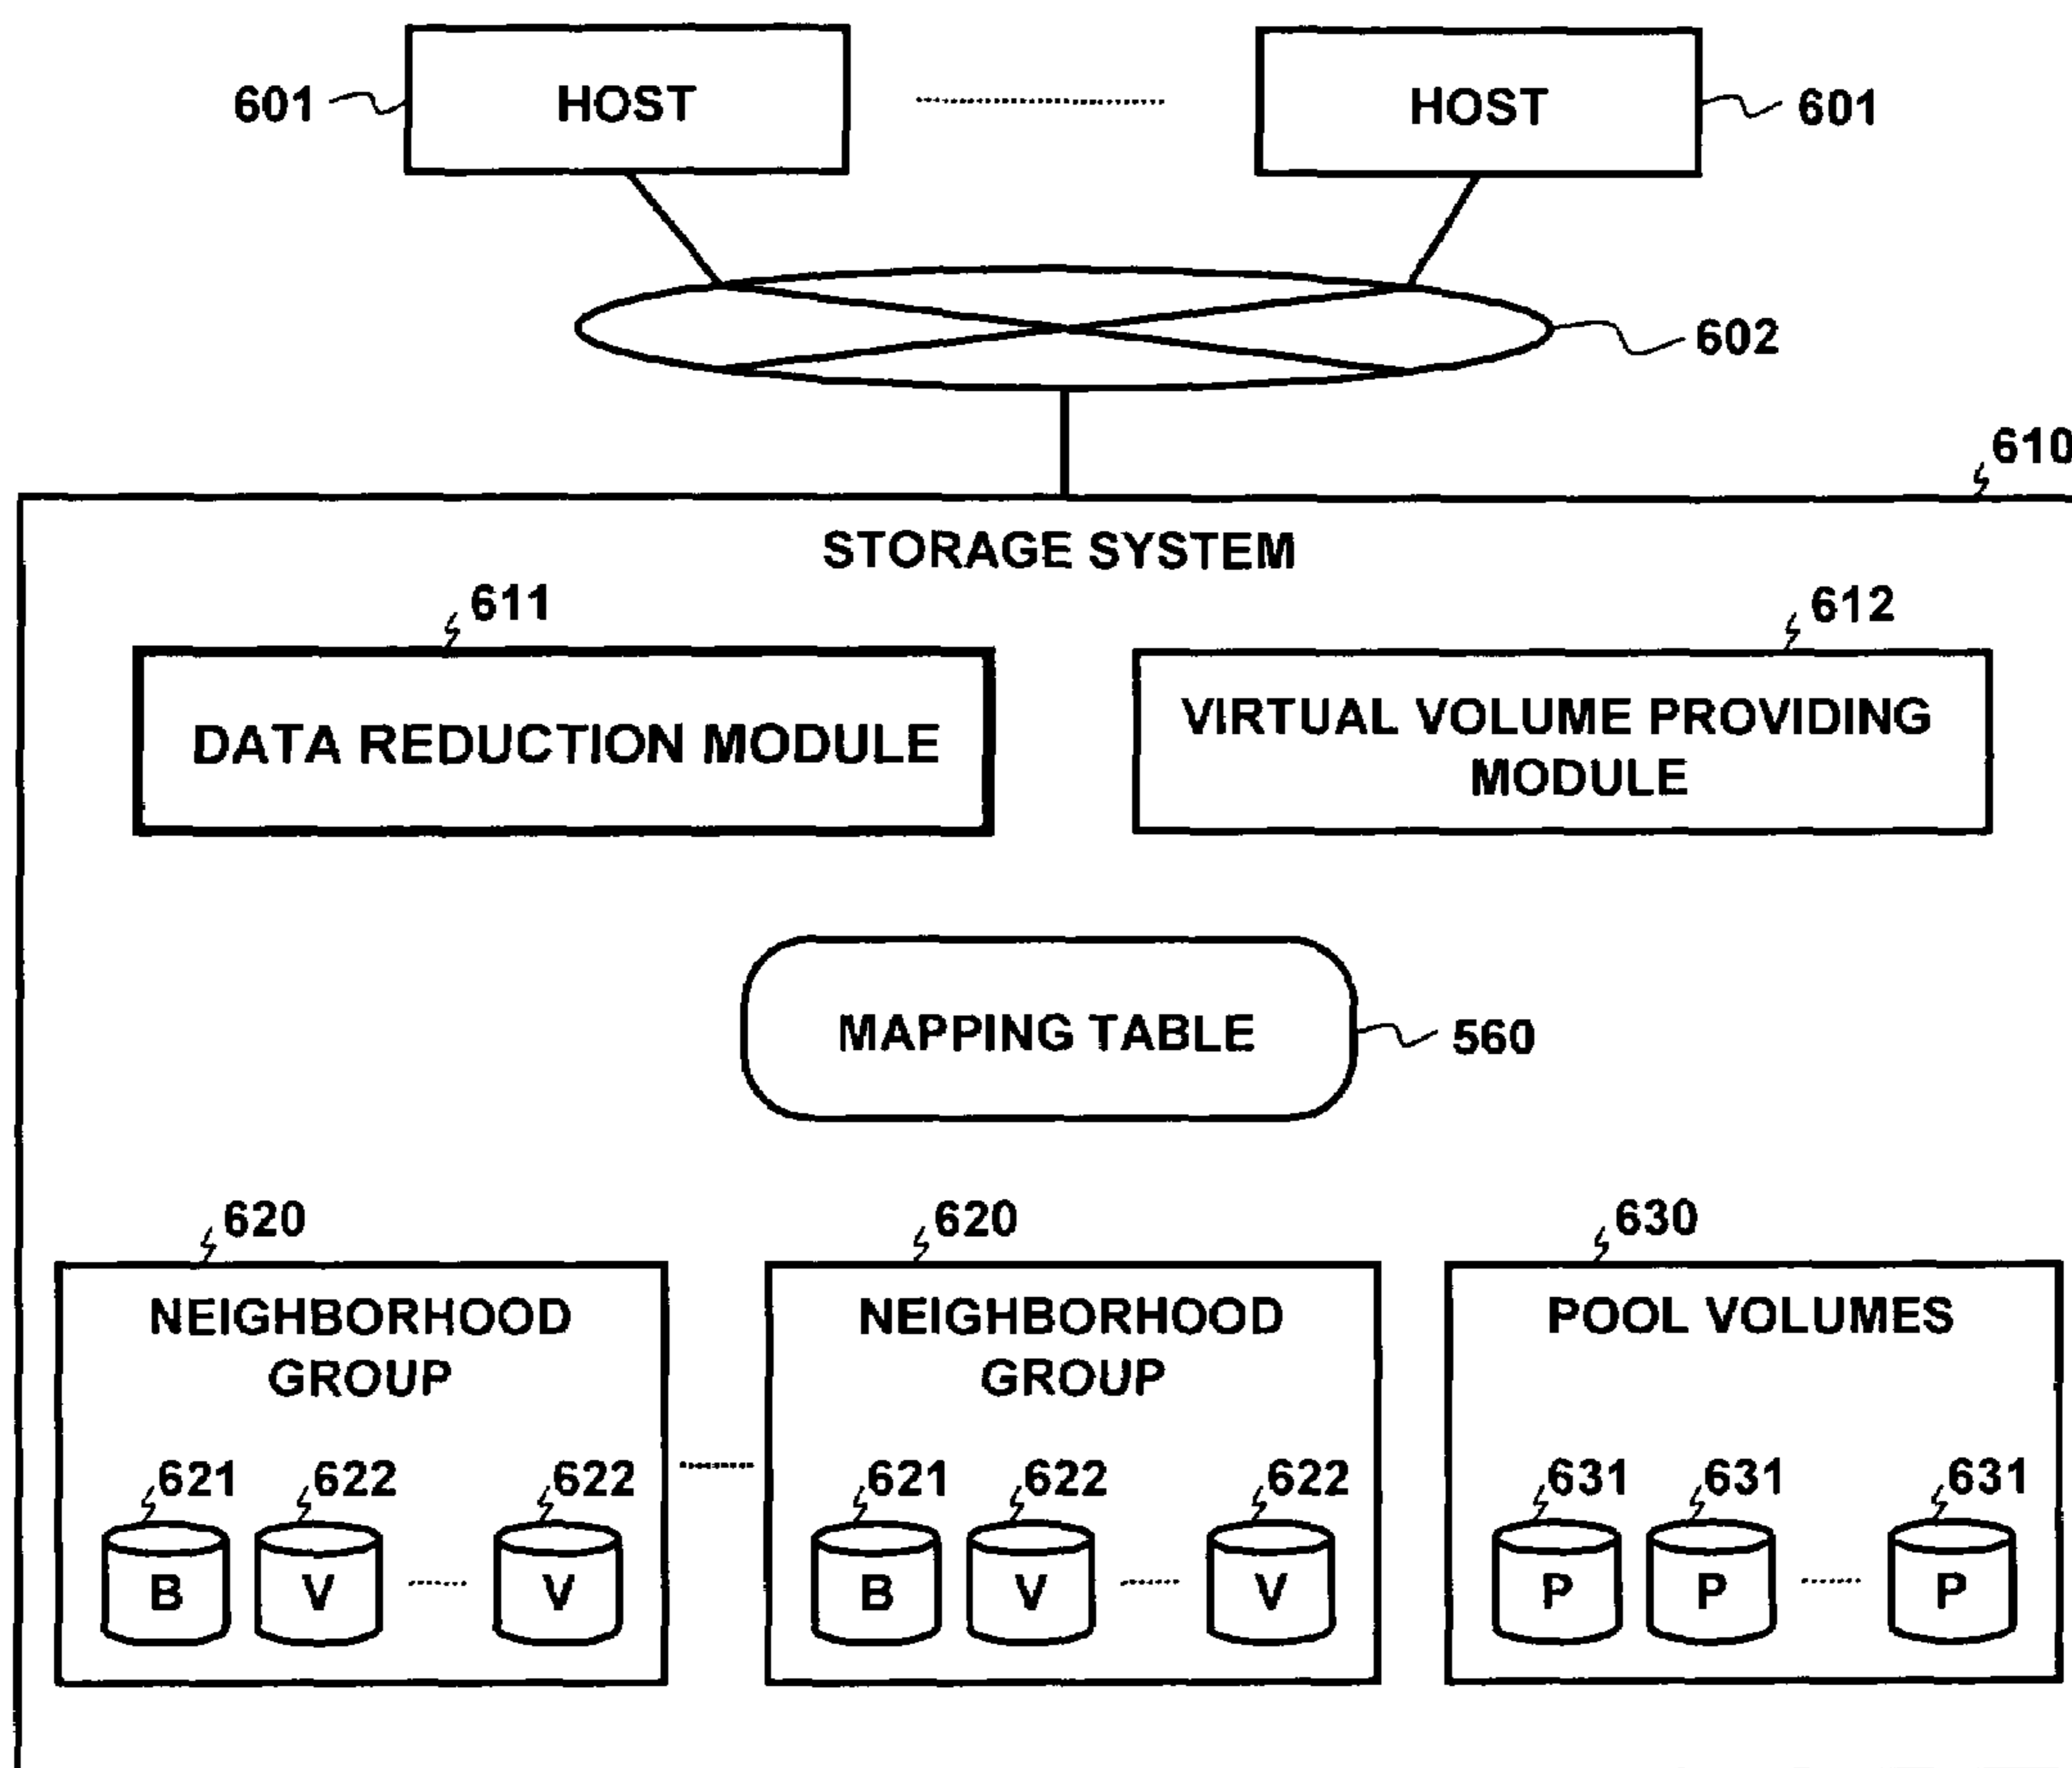 601 HOST HOST 601
602
610
STORAGE SYSTEM
611 612
DATA REDUCTION MODULE
VIRTUAL VOLUME PROVIDING
MODULE
MAPPING TABLE 560
620
NEIGHBORHOOD
GROUP
621 622 622
B V V
620
NEIGHBORHOOD
GROUP
621 622 622
B V V
630
POOL VOLUMES
631 631 631
P P P